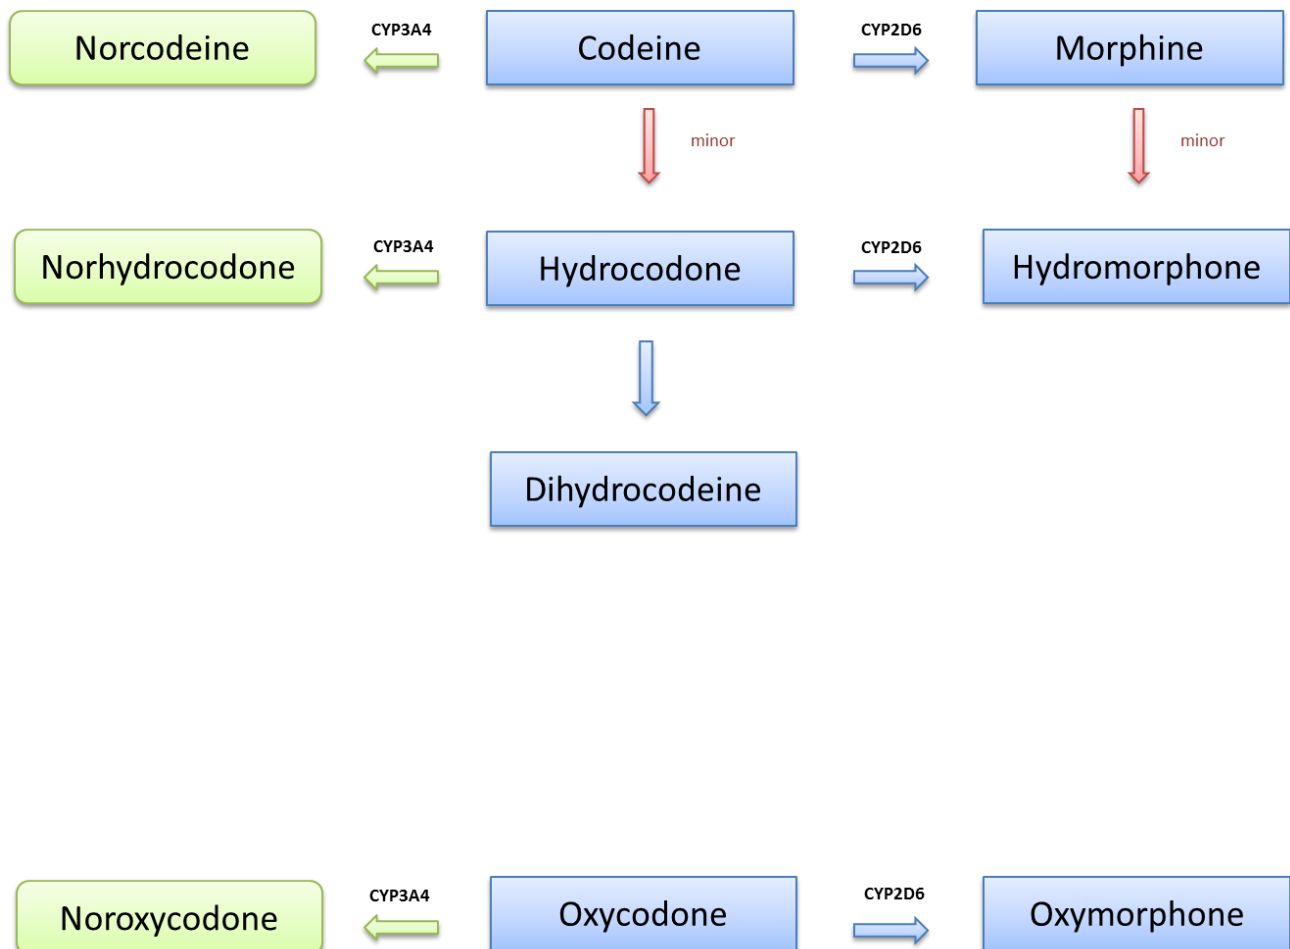 CYP3A4
CYP2D6
Norcodeine
Codeine
Morphine
minor
minor
CYP3A4
CYP2D6
Norhydrocodone
Hydrocodone
Hydromorphone
Dihydrocodeine
CYP3A4
CYP2D6
Noroxycodone
Oxycodone
Oxymorphone